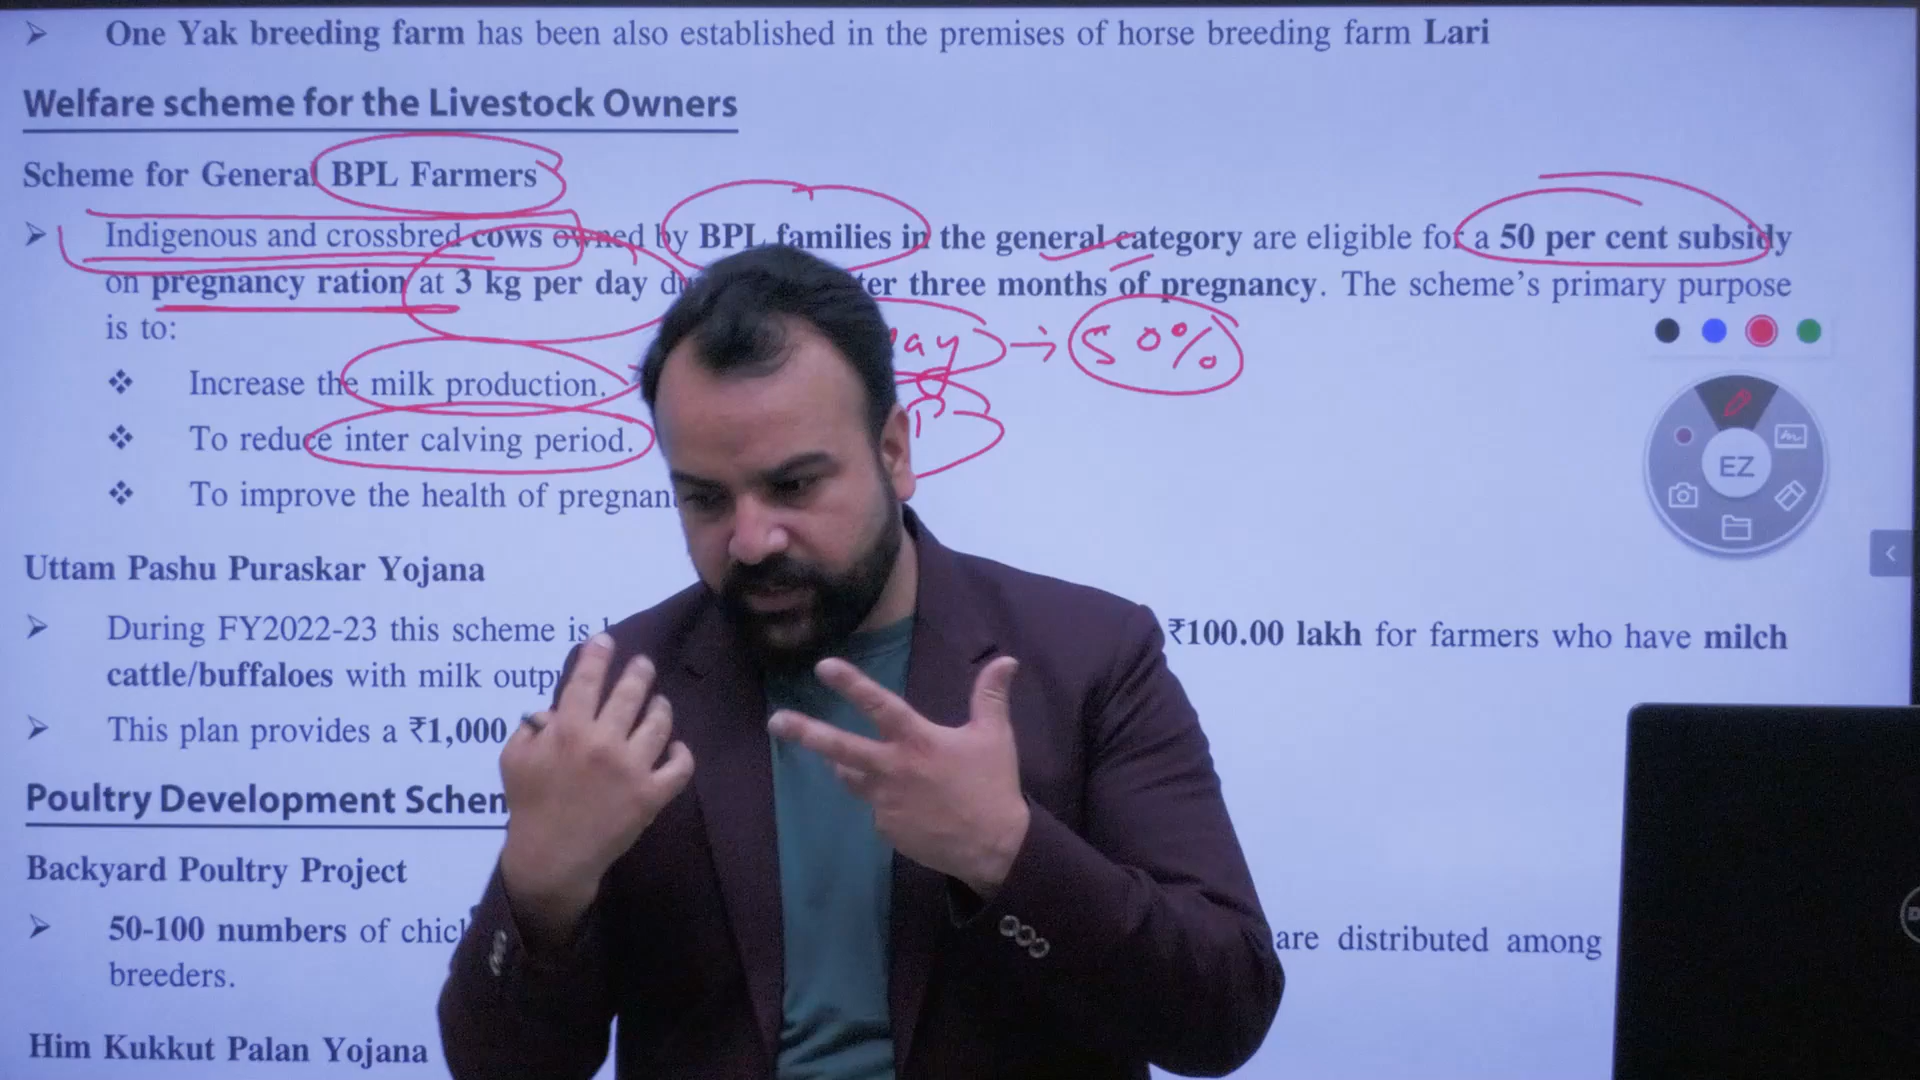 One Yak breeding farm has been also established in the premises of horse breeding farm Lari
Welfare scheme for the Livestock Owners
Scheme for General BPL Farmers
Indigenous and crossbred cows owned by BPL families in the general category are eligible for a 50 per cent subsidy
on pregnancy ration at 3 kg per day three months of pregnancy. The scheme's primary purpose
is to:
ay → 50%
Increase the milk production.
To reduce inter calving period.
EZ
To improve the health of pregnant
Uttam Pashu Puraskar Yojana
During FY2022-23 this scheme is ₹100.00 lakh for farmers who have milch
cattle/buffaloes with milk
This plan provides a ₹1,000
Poultry Development
Backyard Poultry Project
50-100 numbers of are distributed among
breeders.
Him Kukkut Palan Yojana